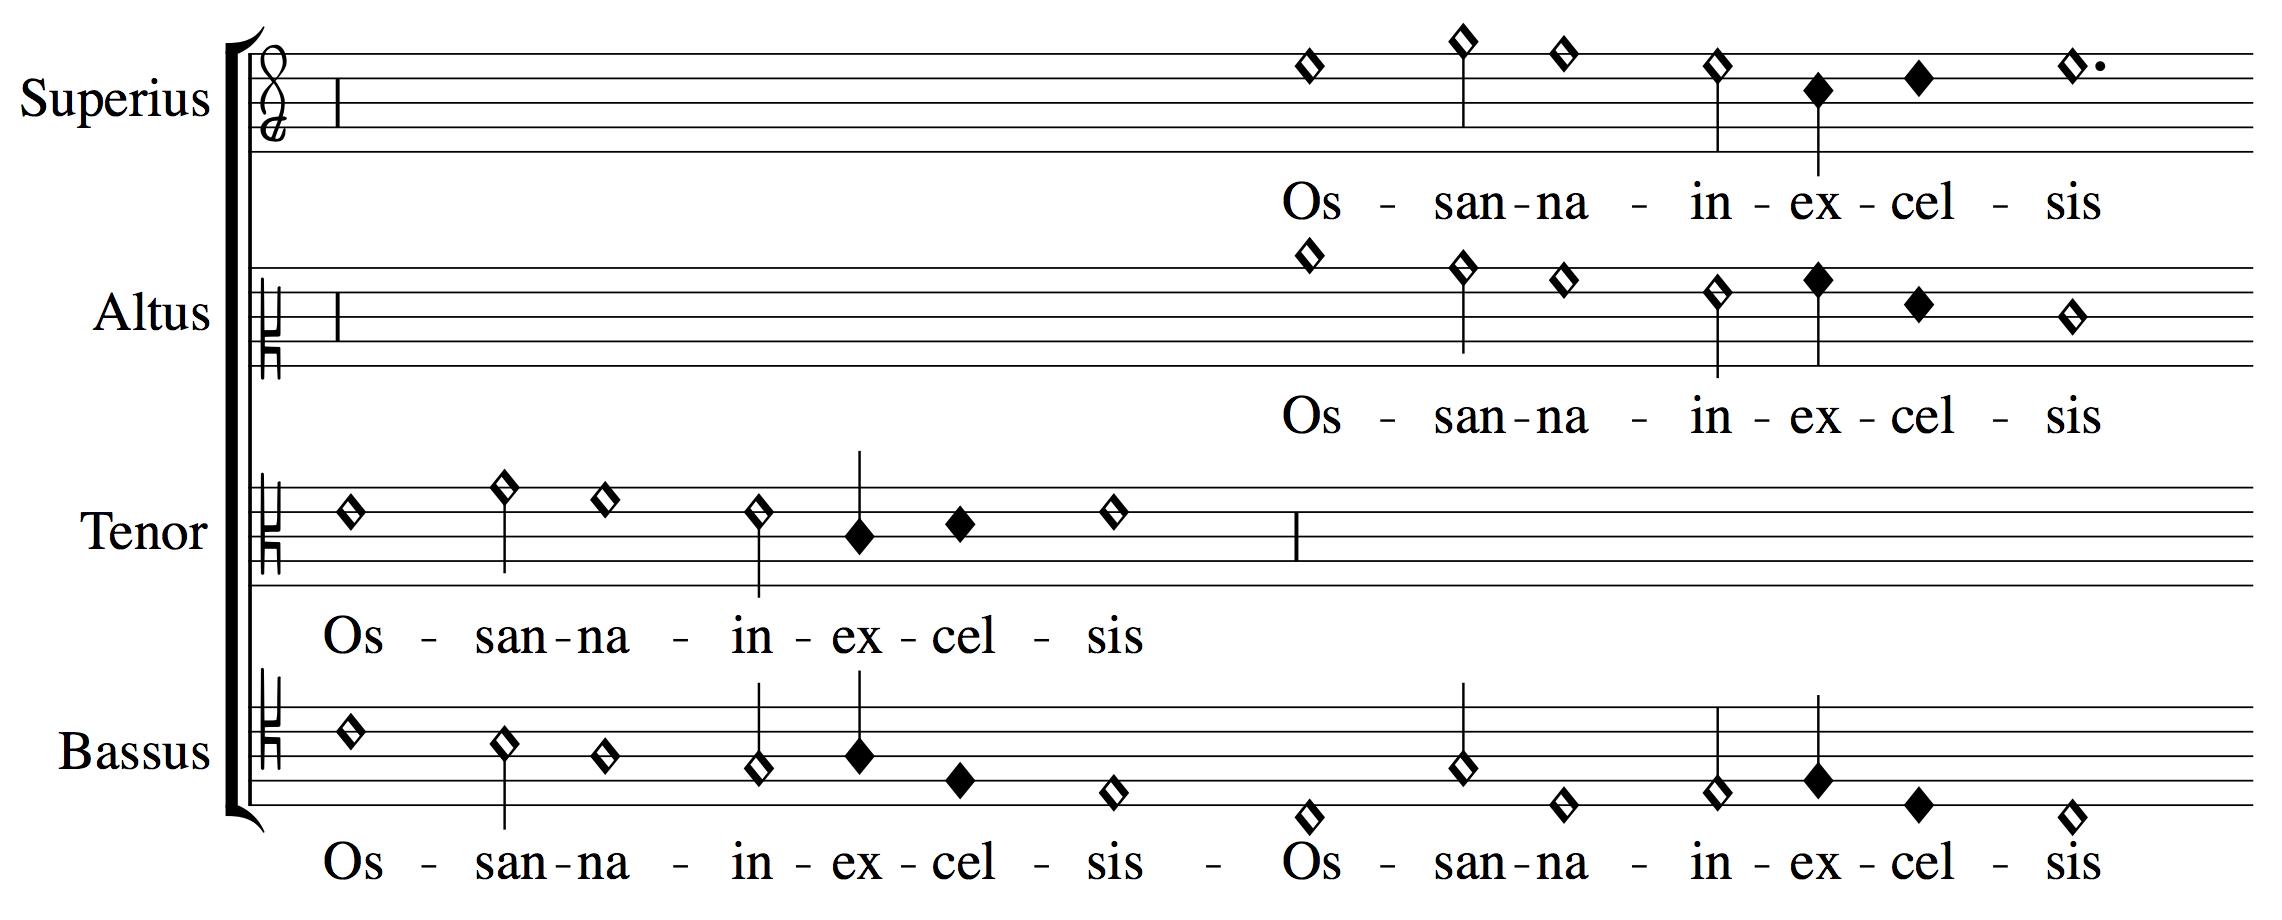 Superius
Os - san - na - in - ex - cel - sis
Altus
Os - san - na - in - ex - cel - sis
Tenor
Os - san - na - in - ex - cel - sis
Bassus
Os - san - na - in - ex - cel - sis - Os - san - na - in - ex - cel - sis